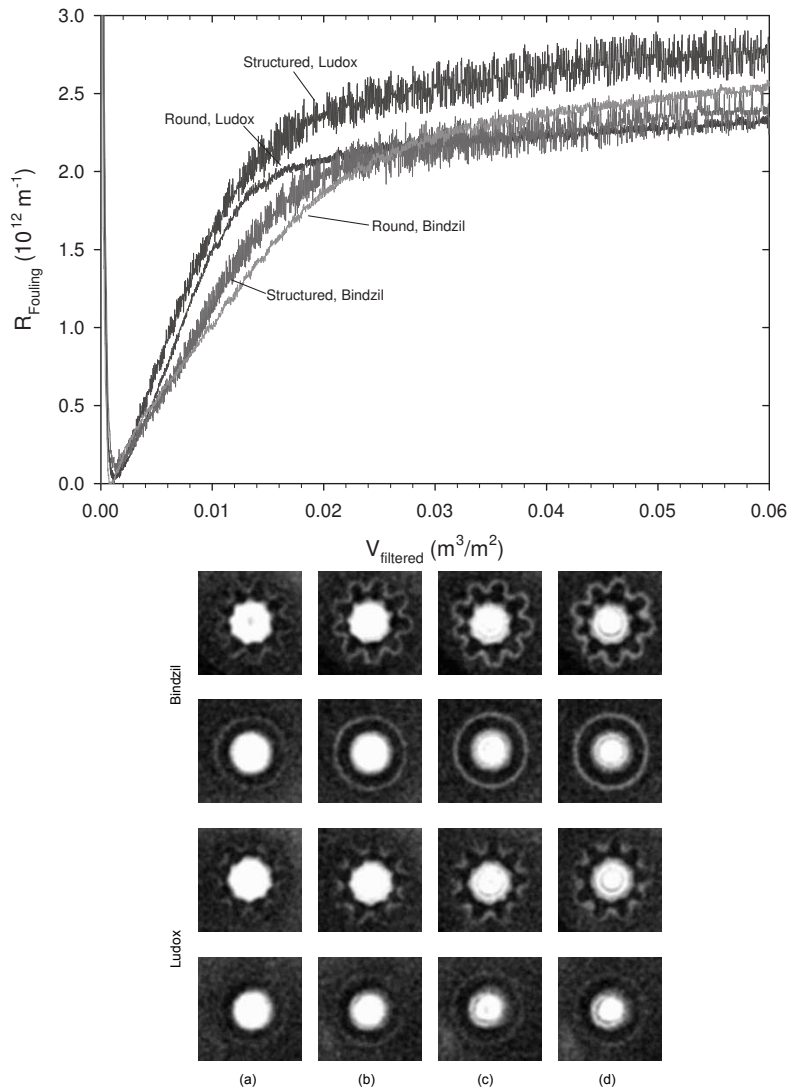 3.0
2.5
2.0
1.5
1.0
0.5
0.0
R_Fouling (10^12 m^-1)
Structured, Ludox
Round, Ludox
Round, Bindzil
Structured, Bindzil
0.00 0.01 0.02 0.03 0.04 0.05 0.06
V_filtered (m^3/m^2)
Bindzil
Ludox
(a) (b) (c) (d)